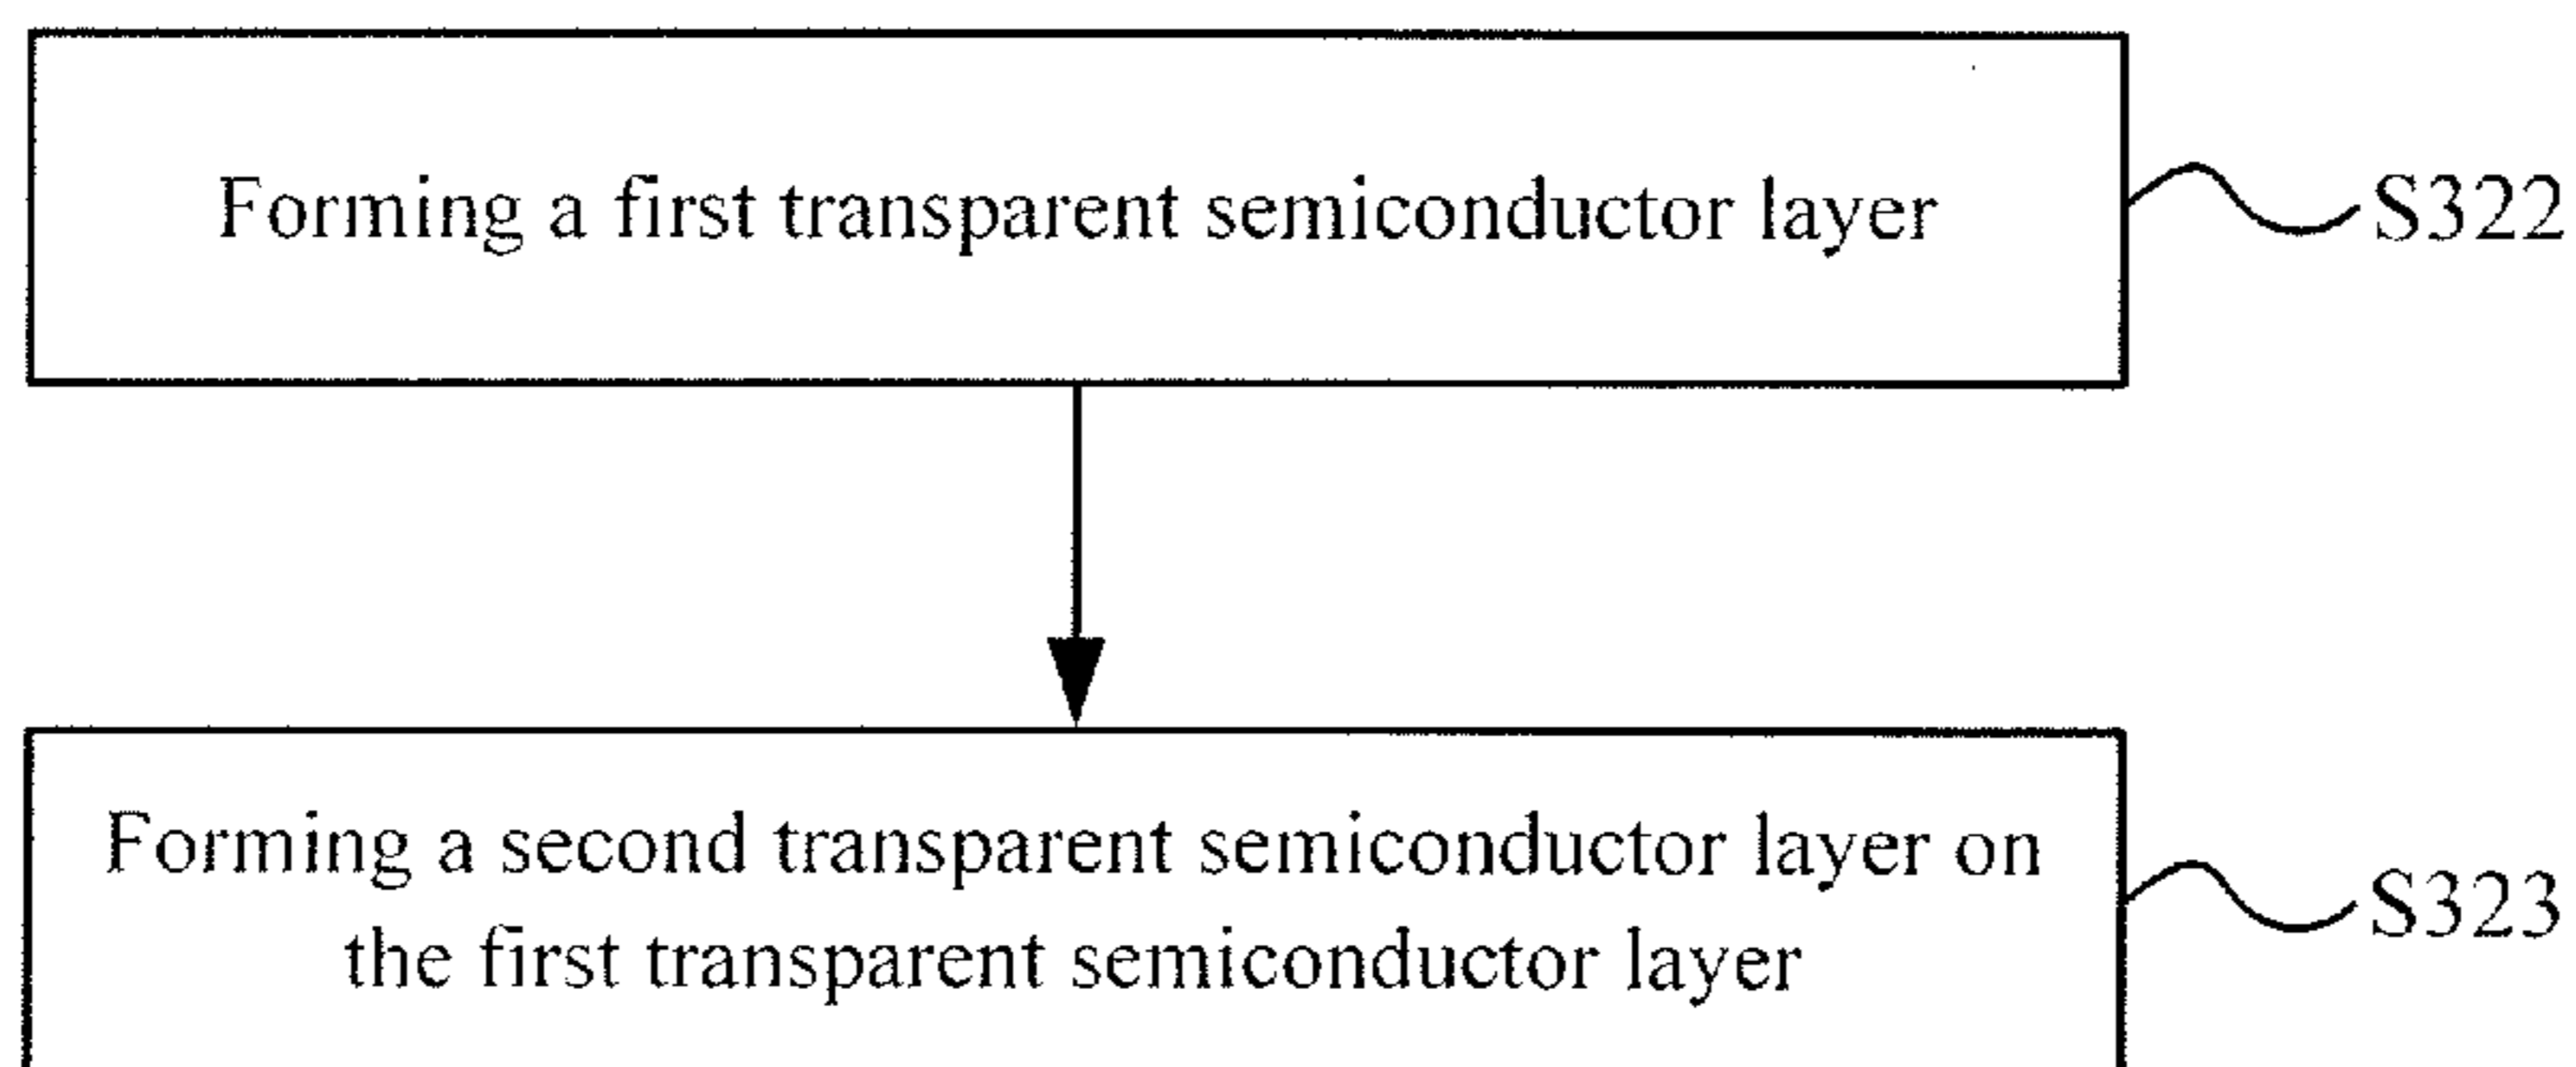 Forming a first transparent semiconductor layer
S322
Forming a second transparent semiconductor layer on
the first transparent semiconductor layer
S323